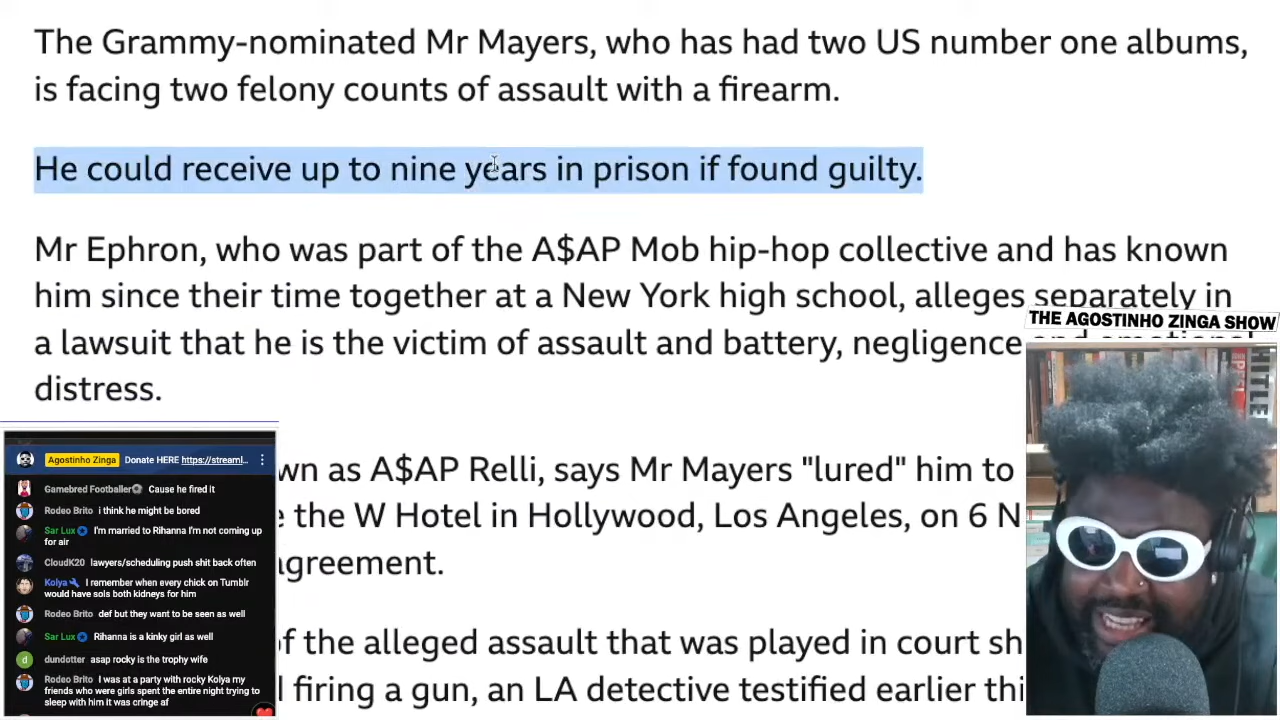 The Grammy-nominated Mr Mayers, who has had two US number one albums,
is facing two felony counts of assault with a firearm.
He could receive up to nine years in prison if found guilty.
Mr Ephron, who was part of the A$AP Mob hip-hop collective and has known
him since their time together at a New York high school, alleges separately in
a lawsuit that he is the victim of assault and battery, negligence and emotional
distress.
wn as A$AP Relli, says Mr Mayers "lured" him to
the W Hotel in Hollywood, Los Angeles, on 6 N
greement.
of the alleged assault that was played in court sh
firing a gun, an LA detective testified earlier thi
THE AGOSTINHO ZINGA SHOW
Agostinho Zinga Donate HERE https://streaml...
Gamebred Footballer Cause he fired it
Rodeo Brito i think he might be bored
Sar Lux I'm married to Rihanna I'm not coming up
for air
CloudK20 lawyers/scheduling push shit back often
Kolya I remember when every chick on Tumblr
would have sols both kidneys for him
Rodeo Brito def but they want to be seen as well
Sar Lux Rihanna is a kinky girl as well
dundotter asap rocky is the trophy wife
Rodeo Brito I was at a party with rocky Kolya my
friends who were girls spent the entire night trying to
sleep with him it was cringe af